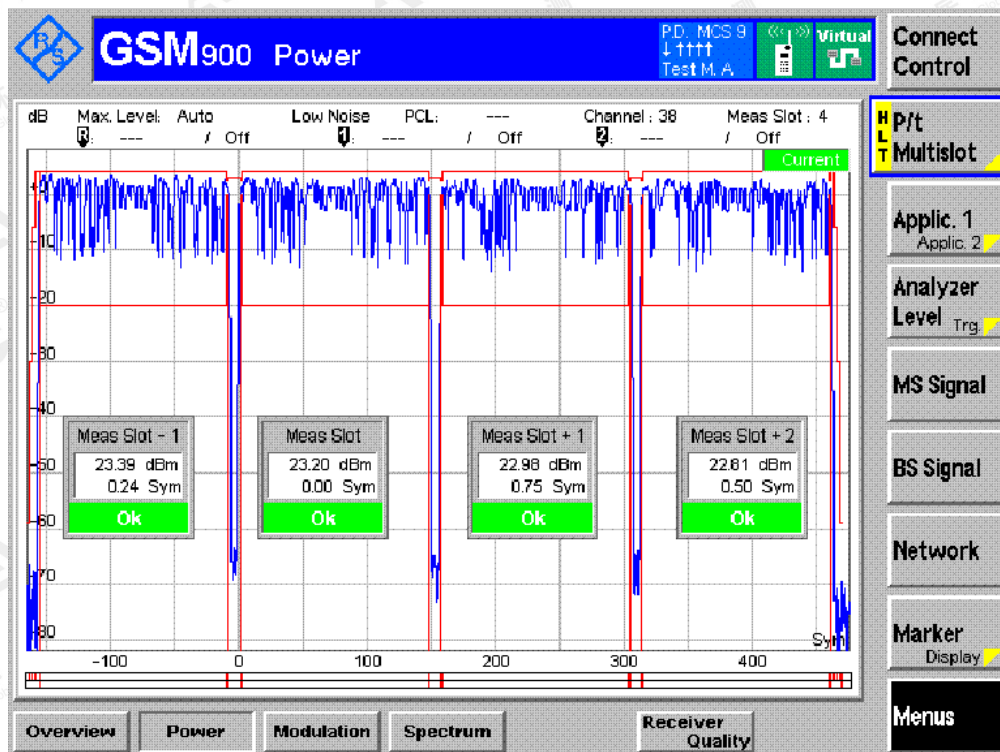 R&S
GSM900 Power
P.D. MCS 9
↓↑↑↑↑
Test M. A
Virtual
Connect
Control
dB Max. Level: Auto Low Noise PCL: --- Channel : 38 Meas Slot : 4
R: --- / Off 1: --- / Off 2: --- / Off
Current
HLT
P/t
Multislot
Applic. 1
Applic. 2
Analyzer
Level Trg.
MS Signal
BS Signal
Network
Marker
Display
Menus
+0
-10
-20
-30
-40
-50
-60
-70
-80
Meas Slot - 1
23.39 dBm
0.24 Sym
Ok
Meas Slot
23.20 dBm
0.00 Sym
Ok
Meas Slot + 1
22.98 dBm
0.75 Sym
Ok
Meas Slot + 2
22.81 dBm
0.50 Sym
Ok
Sym
-100 0 100 200 300 400
Overview Power Modulation Spectrum Receiver
Quality